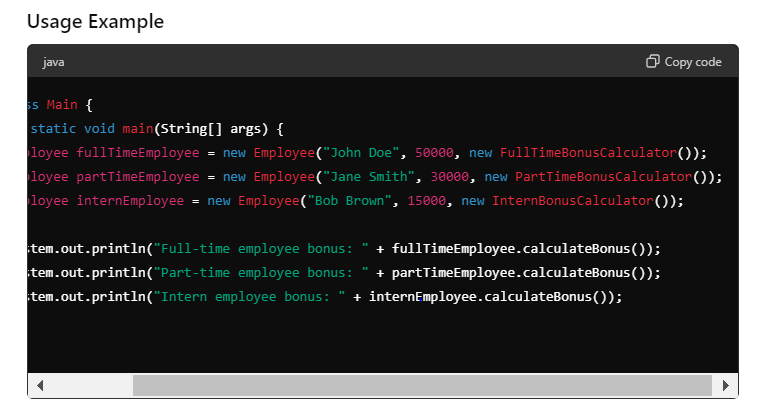 Usage Example
java
Copy code
ss Main {
static void main(String[] args) {
ployee fullTimeEmployee = new Employee("John Doe", 50000, new FullTimeBonusCalculator());
ployee partTimeEmployee = new Employee("Jane Smith", 30000, new PartTimeBonusCalculator());
ployee internEmployee = new Employee("Bob Brown", 15000, new InternBonusCalculator());
stem.out.println("Full-time employee bonus: " + fullTimeEmployee.calculateBonus());
stem.out.println("Part-time employee bonus: " + partTimeEmployee.calculateBonus());
stem.out.println("Intern employee bonus: " + internEmployee.calculateBonus());